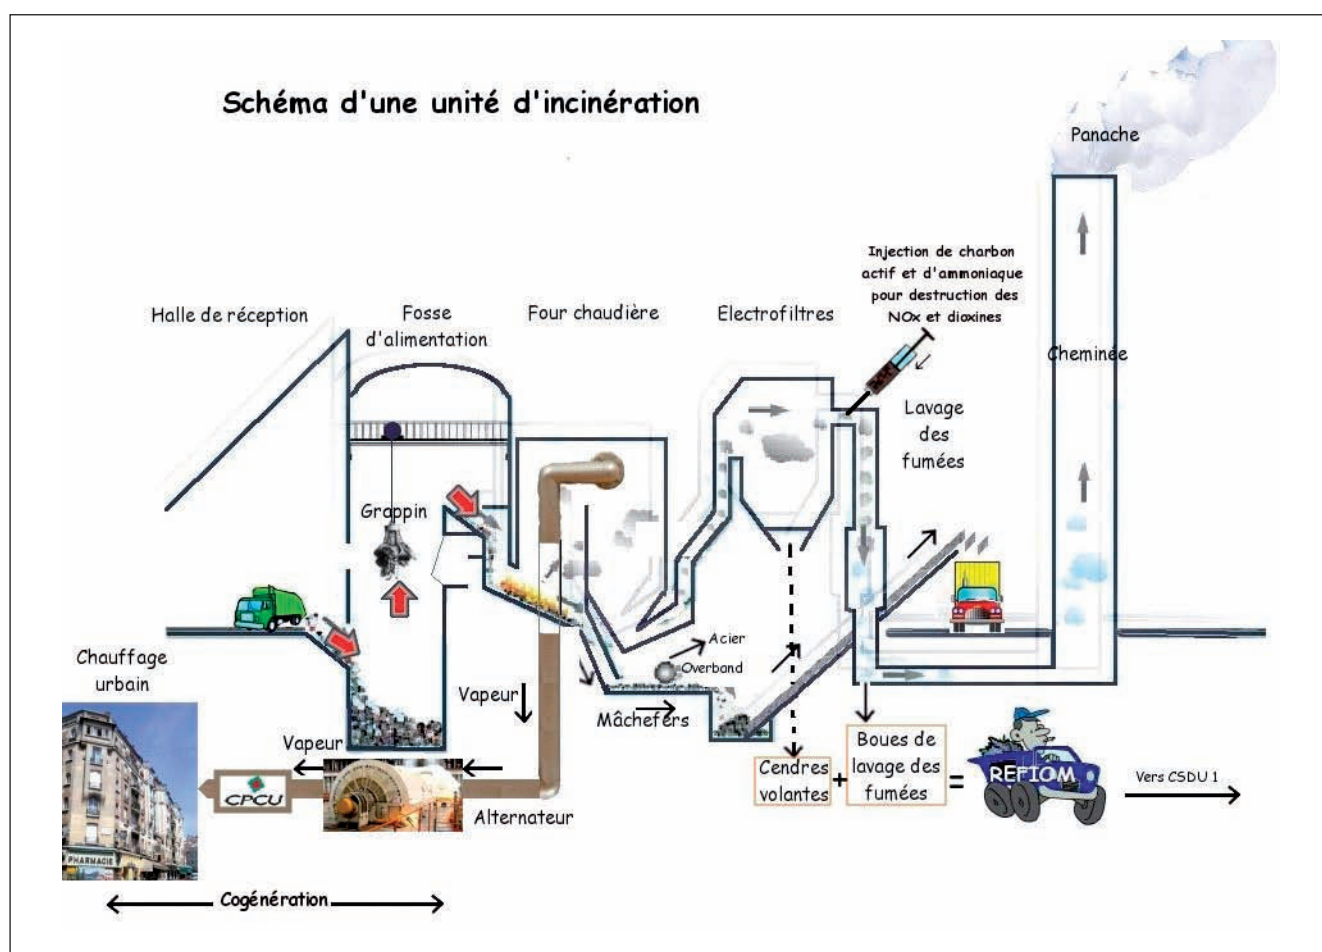 Schéma d'une unité d'incinération
Panache
Injection de charbon
actif et d'ammoniaque
pour destruction des
NOx et dioxines
Halle de réception
Fosse
d'alimentation
Four chaudière
Electrofiltres
Cheminée
Lavage
des
fumées
Grappin
Acier
Overband
Chauffage
urbain
Vapeur
Mâchefers
Vapeur
Alternateur
CPCU
PHARMACIE
Cendres
volantes
+
Boues de
lavage des
fumées
=
REFIOM
Vers CSDU 1
Cogénération